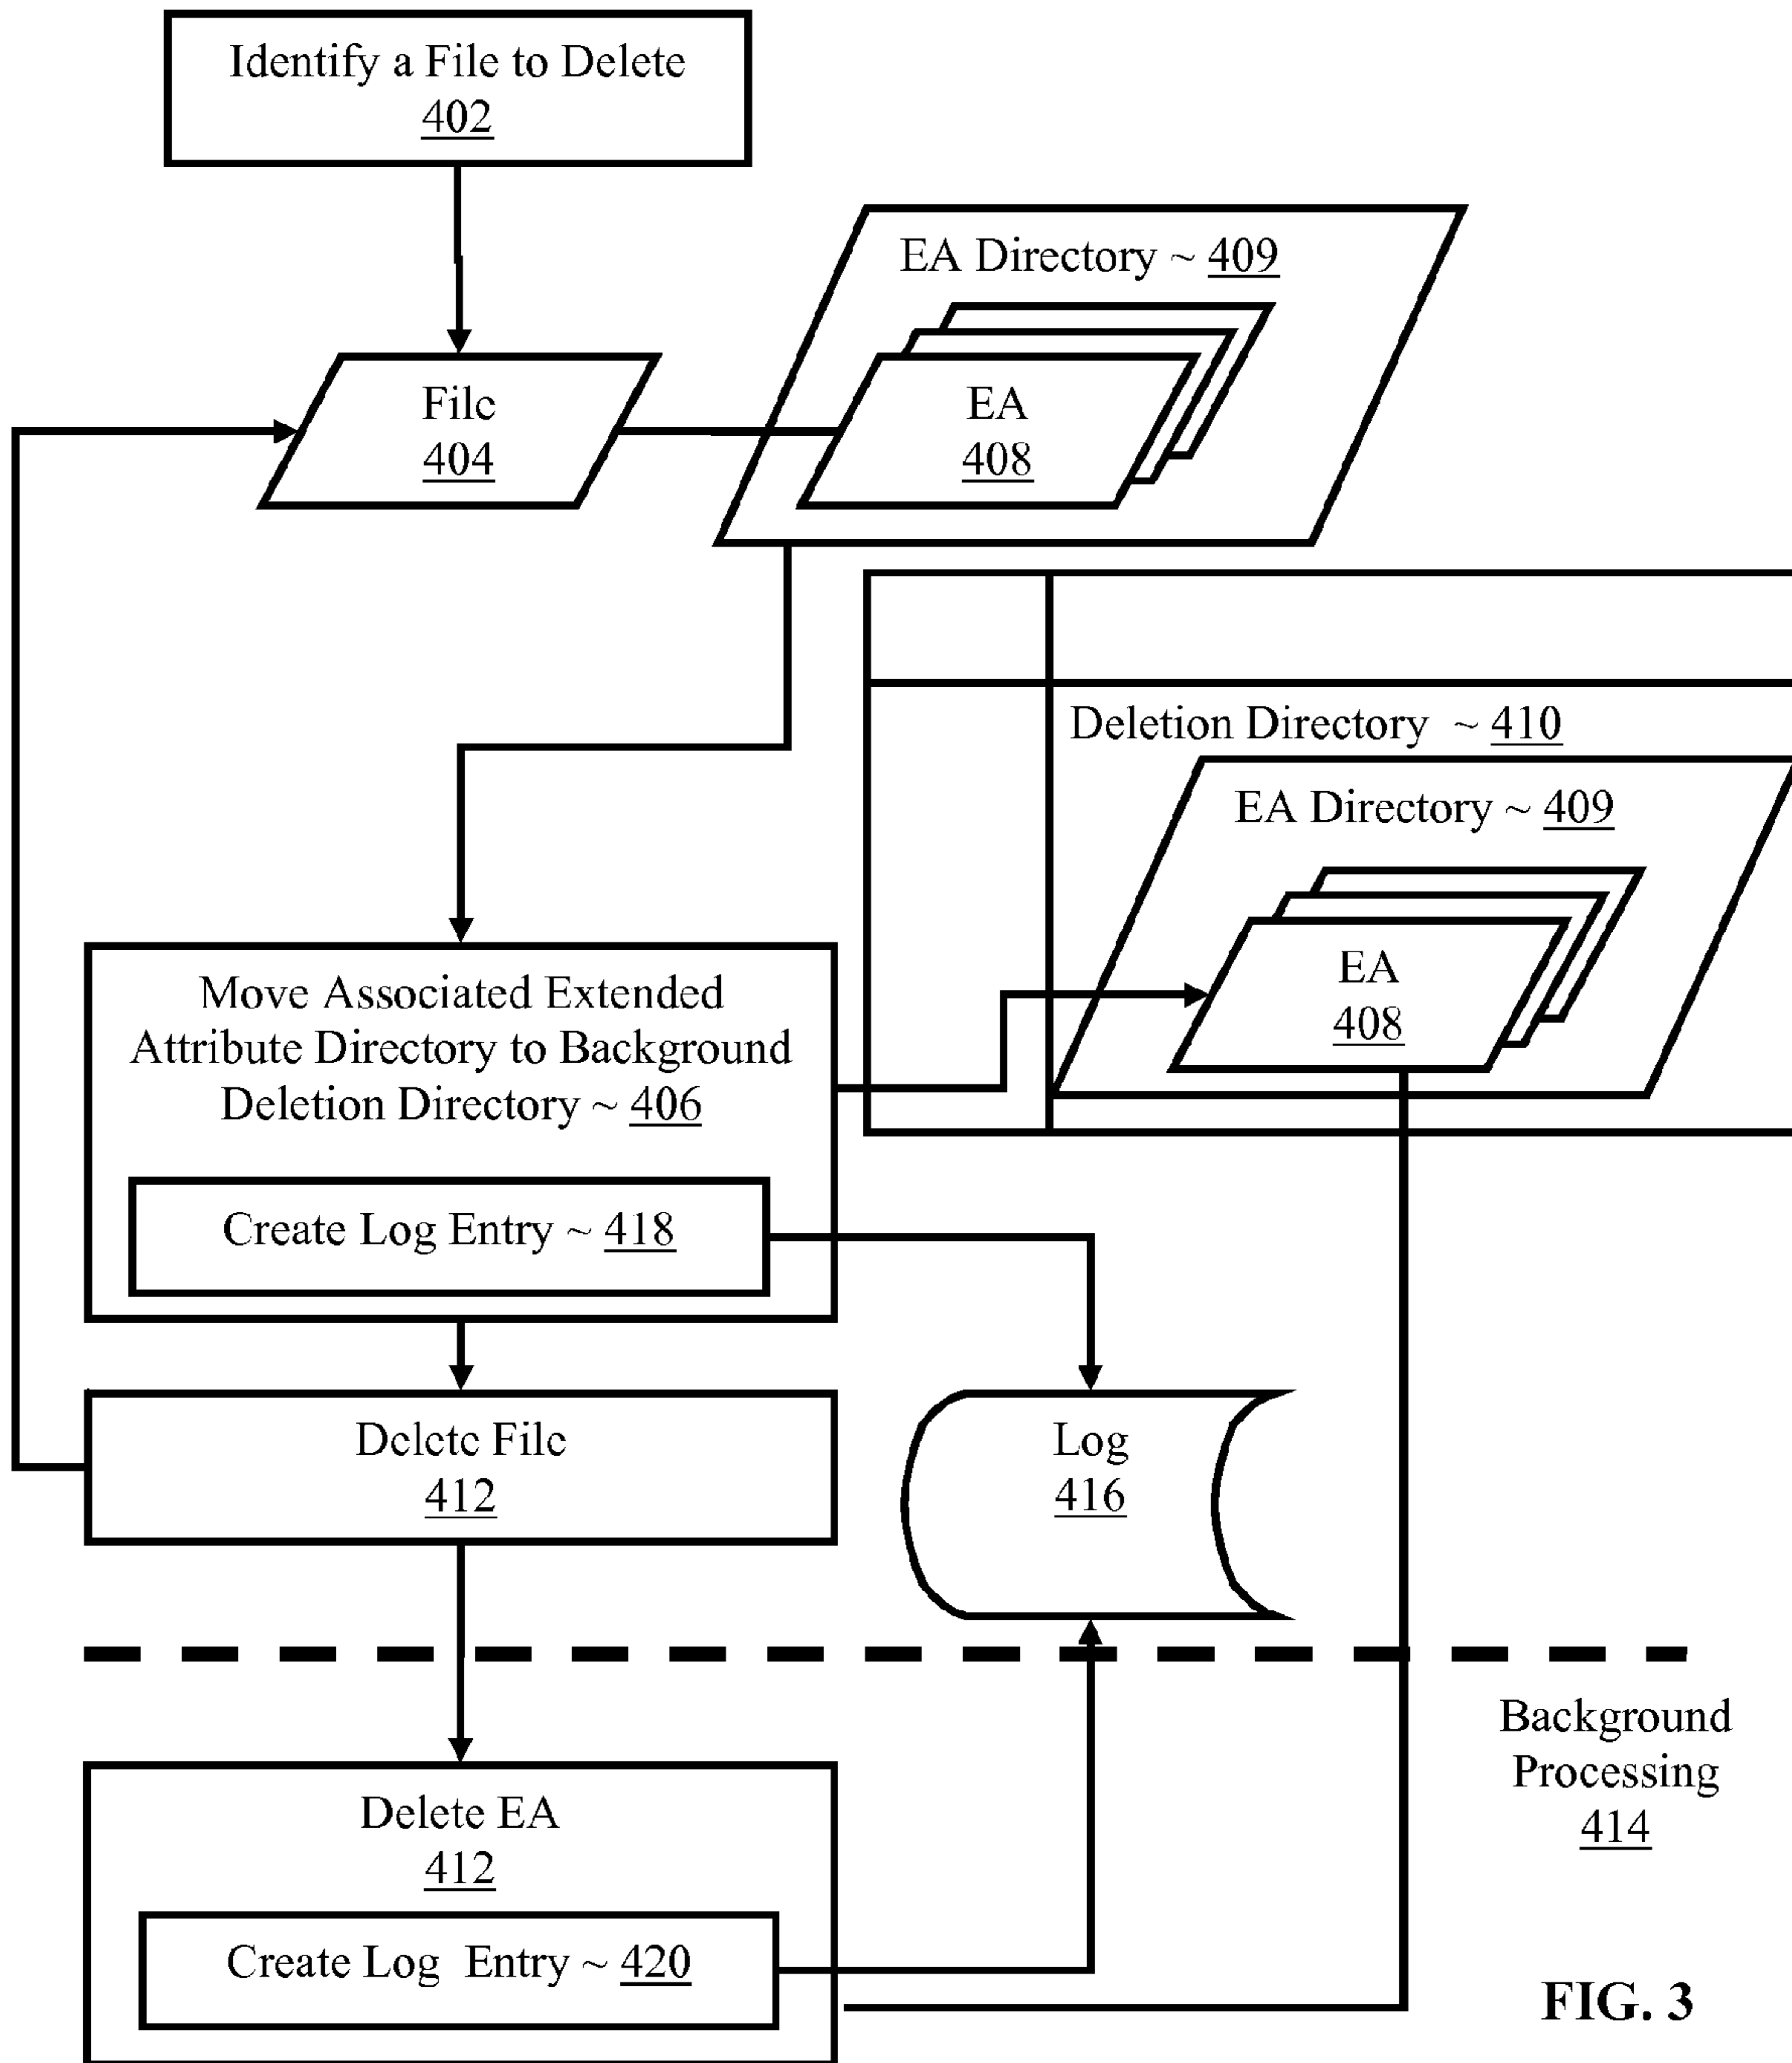 Identify a File to Delete
402
EA Directory ~ 409
File
404
EA
408
Deletion Directory ~ 410
EA Directory ~ 409
EA
408
Move Associated Extended
Attribute Directory to Background
Deletion Directory ~ 406
Create Log Entry ~ 418
Delete File
412
Log
416
Background
Processing
414
Delete EA
412
Create Log Entry ~ 420
FIG. 3